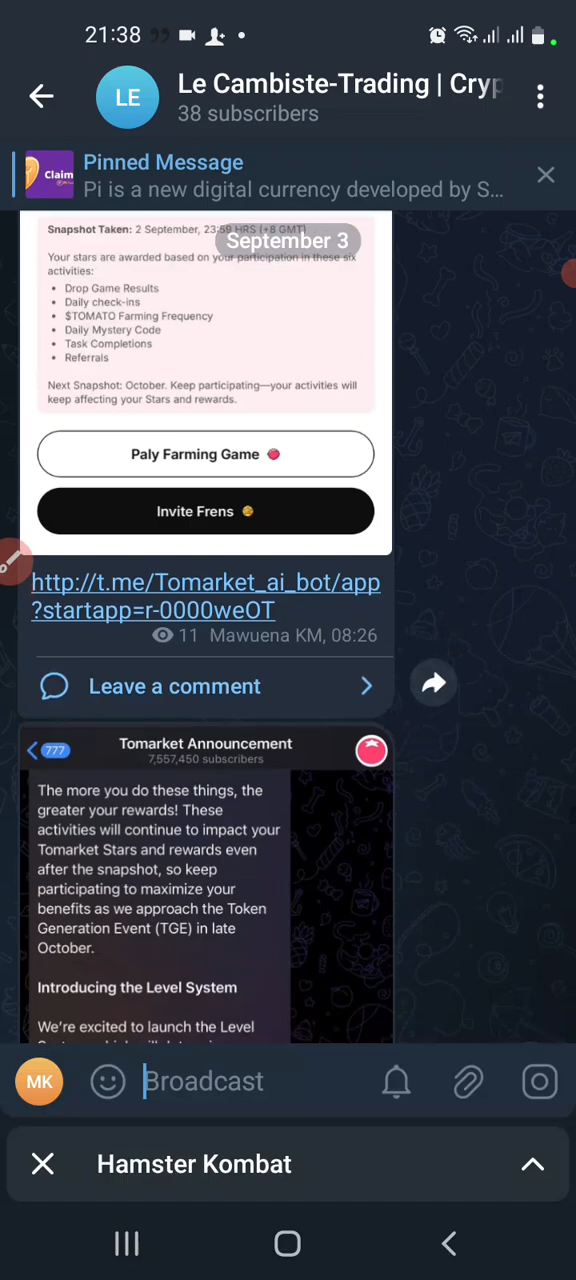 21:38
LE
Le Cambiste-Trading | Cryp
38 subscribers
Claim
Pinned Message
Pi is a new digital currency developed by S...
Snapshot Taken: 2 September, 23:59 HRS (+8 GMT)
September 3
Your stars are awarded based on your participation in these six
activities:
• Drop Game Results
• Daily check-ins
• $TOMATO Farming Frequency
• Daily Mystery Code
• Task Completions
• Referrals
Next Snapshot: October. Keep participating—your activities will
keep affecting your Stars and rewards.
Paly Farming Game
Invite Frens
http://t.me/Tomarket_ai_bot/app
?startapp=r-0000weOT
11 Mawuena KM, 08:26
Leave a comment
777
Tomarket Announcement
7,557,450 subscribers
The more you do these things, the
greater your rewards! These
activities will continue to impact your
Tomarket Stars and rewards even
after the snapshot, so keep
participating to maximize your
benefits as we approach the Token
Generation Event (TGE) in late
October.
Introducing the Level System
We're excited to launch the Level
MK
Broadcast
Hamster Kombat